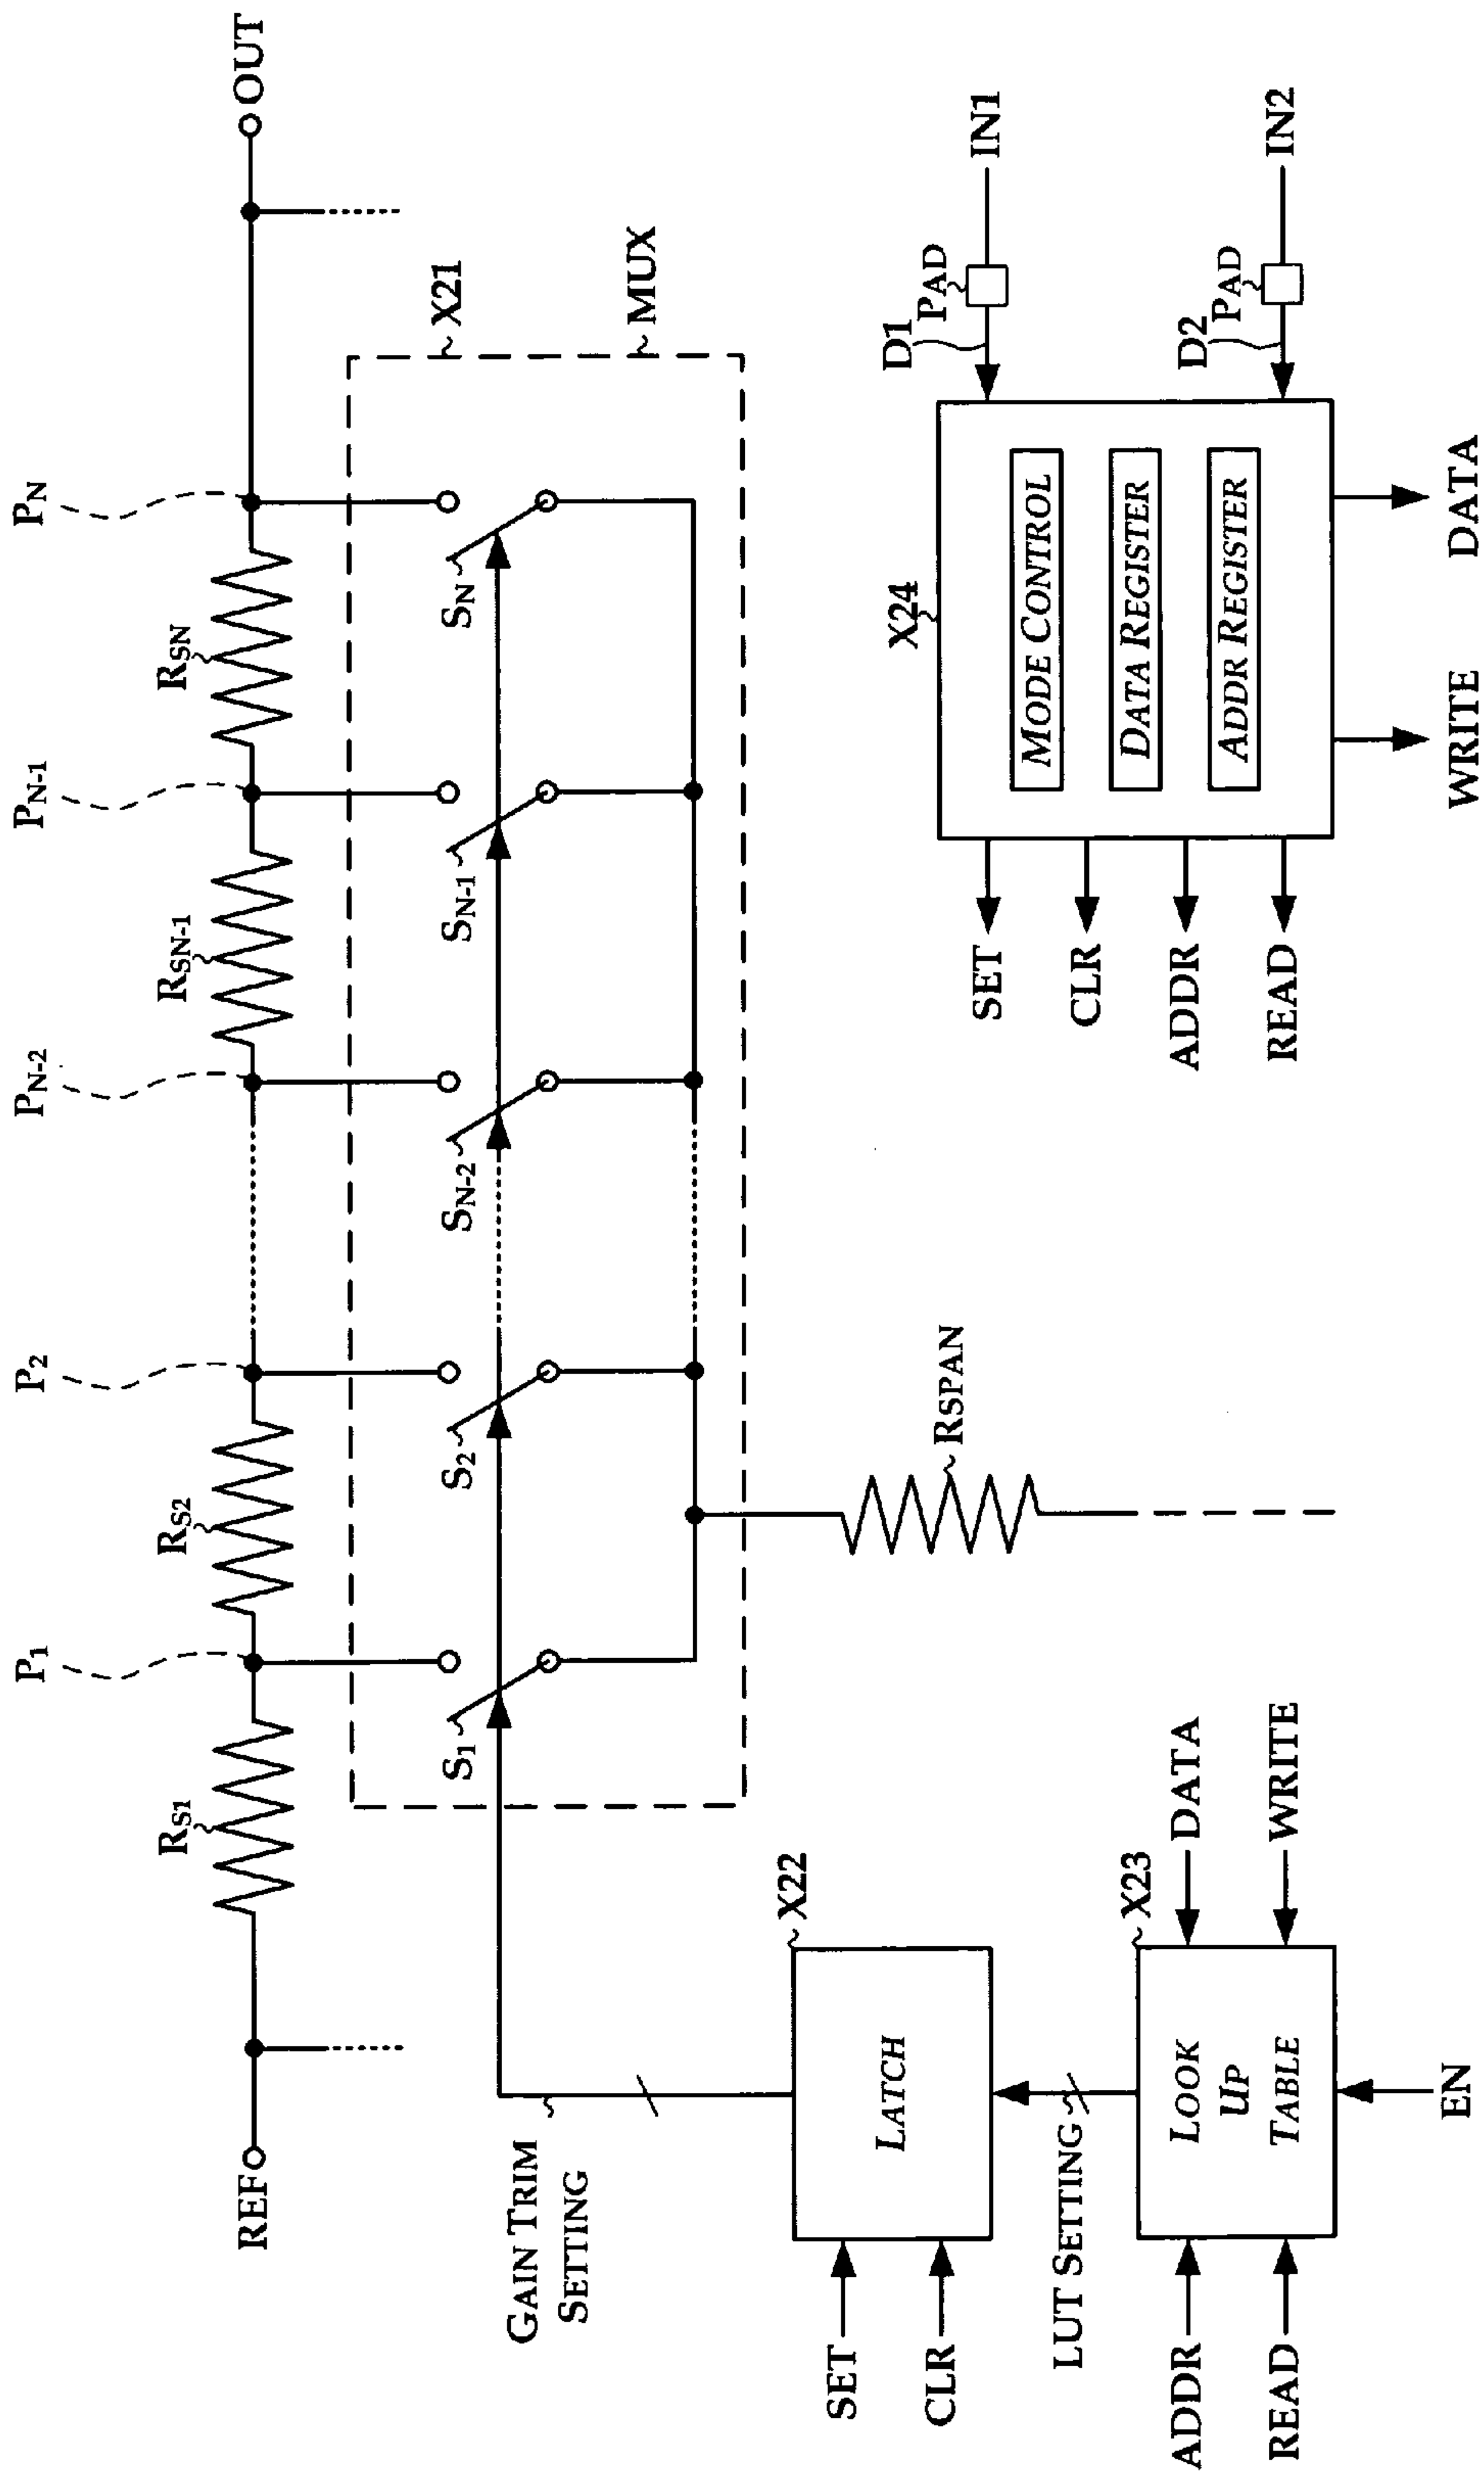 P1
P2
PN-2
PN-1
PN
RS1
RS2
RSN-1
RSN
REF
OUT
X21
MUX
S1
S2
SN-2
SN-1
SN
GAIN TRIM
SETTING
RSPAN
X22
LATCH
SET
CLR
LUT SETTING
X23
LOOK
UP
TABLE
ADDR
READ
DATA
WRITE
EN
X24
MODE CONTROL
DATA REGISTER
ADDR REGISTER
SET
CLR
ADDR
READ
D1
PAD
IN1
D2
PAD
IN2
WRITE
DATA